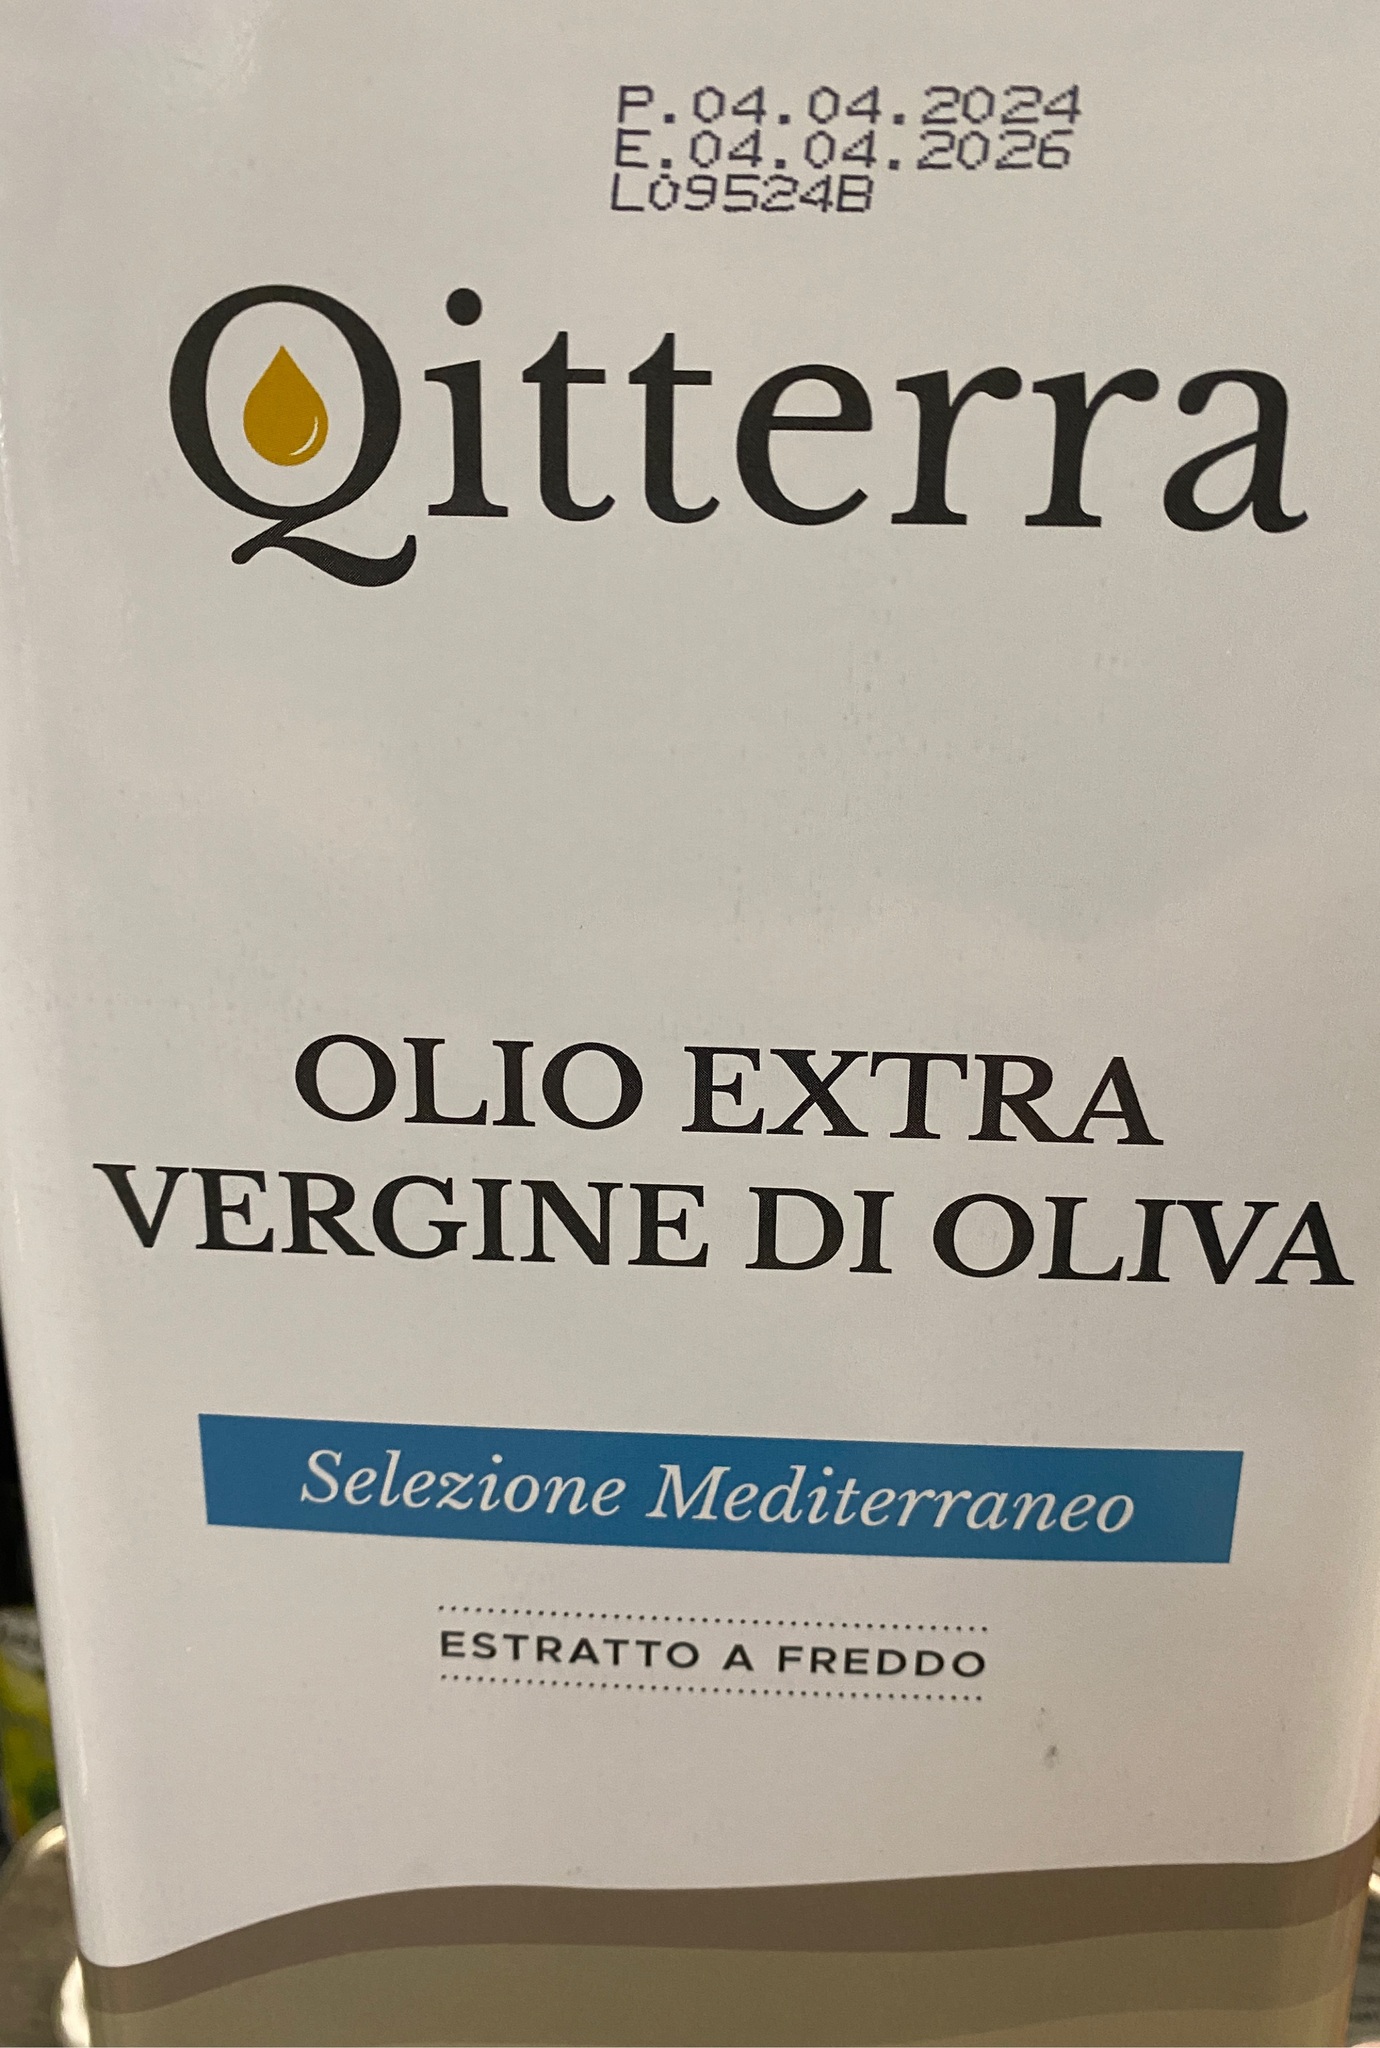 P.04.04.2024
E.04.04.2026
L09524B
Qitterra
OLIO EXTRA
VERGINE DI OLIVA
Selezione Mediterraneo
ESTRATTO A FREDDO